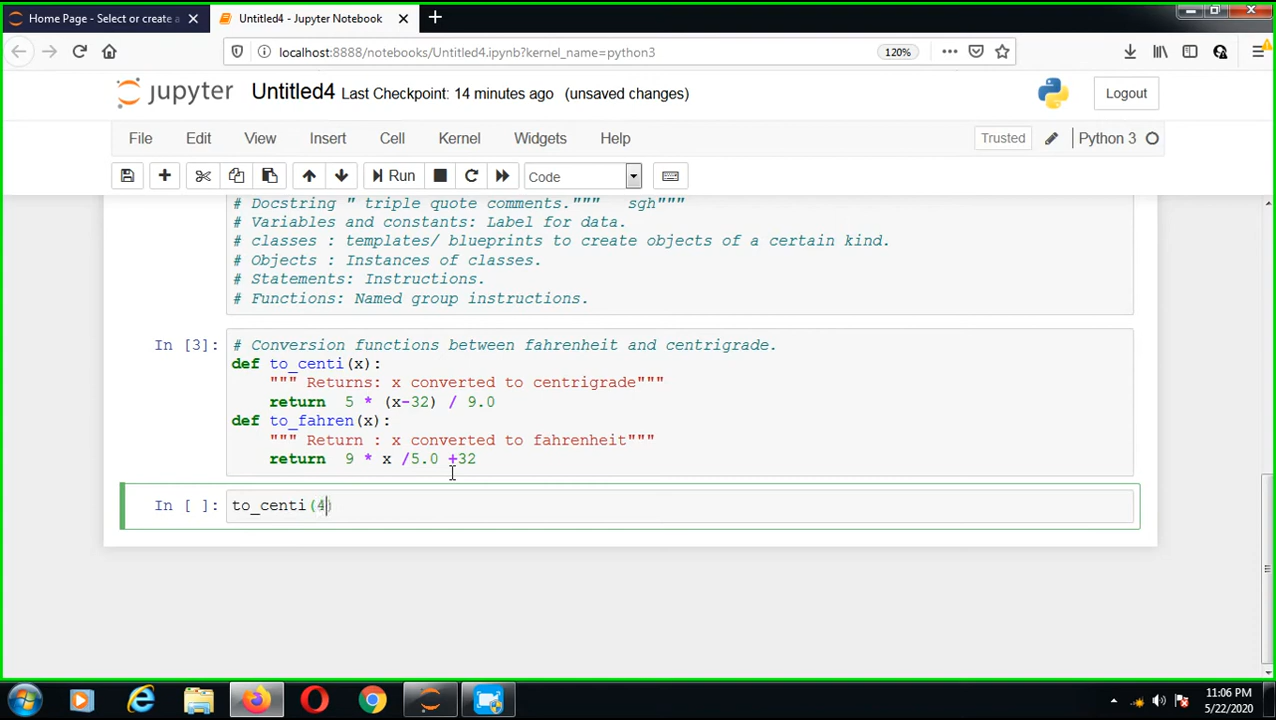 Home Page - Select or create a
Untitled4 - Jupyter Notebook
localhost:8888/notebooks/Untitled4.ipynb?kernel_name=python3
120%
jupyter Untitled4 Last Checkpoint: 14 minutes ago (unsaved changes)
Logout
File Edit View Insert Cell Kernel Widgets Help
Trusted
Python 3
Run
Code
# Docstring " triple quote comments.""" sgh"""
# Variables and constants: Label for data.
# classes : templates/ blueprints to create objects of a certain kind.
# Objects : Instances of classes.
# Statements: Instructions.
# Functions: Named group instructions.
In [3]: # Conversion functions between fahrenheit and centrigrade.
def to_centi(x):
""" Returns: x converted to centrigrade"""
return 5 * (x-32) / 9.0
def to_fahren(x):
""" Return : x converted to fahrenheit"""
return 9 * x /5.0 +32
In [ ]: to_centi(4)
11:06 PM
5/22/2020